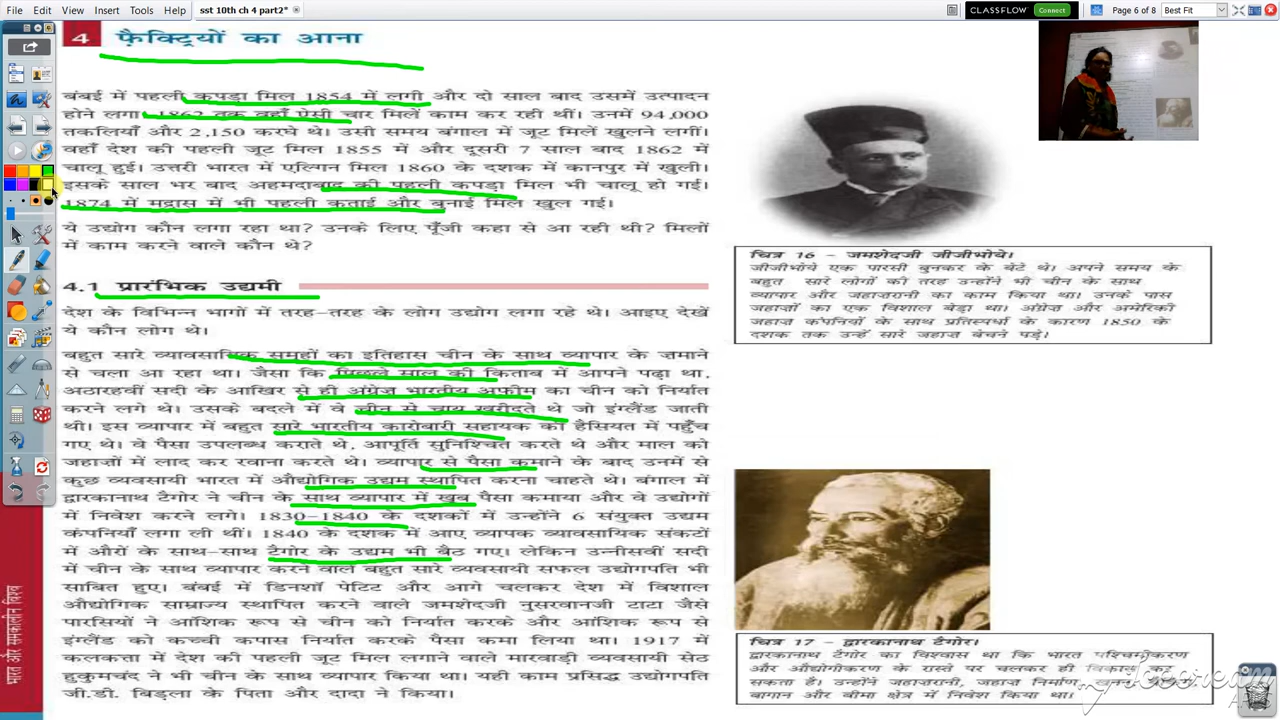 File Edit View Insert Tools Help
sst 10th ch 4 part2*
CLASSFLOW Connect
Page 6 of 8
Best Fit
4 फ़ैक्ट्रियों का आना
बंबई में पहली कपड़ा मिल 1854 में लगी और दो साल बाद उसमें उत्पादन
होने लगा। 1862 तक वहाँ ऐसी चार मिलें काम कर रही थीं। उनमें 94,000
तकलियाँ और 2,150 करघे थे। उसी समय बंगाल में जूट मिलें खुलने लगीं।
वहाँ देश की पहली जूट मिल 1855 में और दूसरी 7 साल बाद 1862 में
चालू हुई। उत्तरी भारत में एल्गिन मिल 1860 के दशक में कानपुर में खुली।
इसके साल भर बाद अहमदाबाद की पहली कपड़ा मिल भी चालू हो गई।
1874 में मद्रास में भी पहली कताई और बुनाई मिल खुल गई।
ये उद्योग कौन लगा रहा था? उनके लिए पूँजी कहा से आ रही थी? मिलों
में काम करने वाले कौन थे?
4.1 प्रारंभिक उद्यमी
देश के विभिन्न भागों में तरह-तरह के लोग उद्योग लगा रहे थे। आइए देखें
ये कौन लोग थे।
बहुत सारे व्यावसायिक समूहों का इतिहास चीन के साथ व्यापार के ज़माने
से चला आ रहा था। जैसा कि पिछले माल की किताब में आपने पढ़ा था,
अठारहवीं सदी के आखिर से ही अंग्रेज़ भारतीय अफ़ीम का चीन को निर्यात
करने लगे थे। उसके बदले में वे चीन से चाय खरीदते थे जो इंग्लैंड जाती
थी। इस व्यापार में बहुत सारे भारतीय कारोबारी सहायक की हैसियत में पहुँच
गए थे। वे पैसा उपलब्ध कराते थे, आपूर्ति सुनिश्चित करते थे और माल को
जहाज़ों में लाद कर रवाना करते थे। व्यापार से पैसा कमाने के बाद उनमें से
कुछ व्यवसायी भारत में औद्योगिक उद्यम स्थापित करना चाहते थे। बंगाल में
द्वारकानाथ टैगोर ने चीन के साथ व्यापार में खूब पैसा कमाया और वे उद्योगों
में निवेश करने लगे। 1830-1840 के दशकों में उन्होंने 6 संयुक्त उद्यम
कंपनियाँ लगा ली थीं। 1840 के दशक में आए व्यापक व्यावसायिक संकटों
में औरों के साथ-साथ टैगोर के उद्यम भी बैठ गए। लेकिन उन्नीसवीं सदी
में चीन के साथ व्यापार करने वाले बहुत सारे व्यवसायी सफल उद्योगपति भी
साबित हुए। बंबई में डिनशॉ पेटिट और आगे चलकर देश में विशाल
औद्योगिक साम्राज्य स्थापित करने वाले जमशेदजी नुसरवानजी टाटा जैसे
पारसियों ने आंशिक रूप से चीन को निर्यात करके और आंशिक रूप से
इंग्लैंड को कच्ची कपास निर्यात करके पैसा कमा लिया था। 1917 में
कलकत्ता में देश की पहली जूट मिल लगाने वाले मारवाड़ी व्यवसायी सेठ
हुकुमचंद ने भी चीन के साथ व्यापार किया था। यही काम प्रसिद्ध उद्योगपति
जी.डी. बिड़ला के पिता और दादा ने किया।
चित्र 16 - जमशेदजी जीजीभोये।
जीजीभोये एक पारसी बुनकर के बेटे थे। अपने समय के
बहुत सारे लोगों की तरह उन्होंने भी चीन के साथ
व्यापार और जहाज़रानी का काम किया था। उनके पास
जहाज़ों का एक विशाल बेड़ा था। अंग्रेज़ और अमेरिकी
जहाज़ कंपनियों के साथ प्रतिस्पर्धा के कारण 1850 के
दशक तक उन्हें सारे जहाज़ बेचने पड़े।
चित्र 17 - द्वारकानाथ टैगोर।
द्वारकानाथ टैगोर का विश्वास था कि भारत पश्चिमीकरण
और औद्योगीकरण के रास्ते पर चलकर ही विकास कर
सकता है। उन्होंने जहाज़रानी, जहाज़ निर्माण, खनन,
बागान और बीमा क्षेत्र में निवेश किया था।
भारत और समकालीन विश्व
Icecream